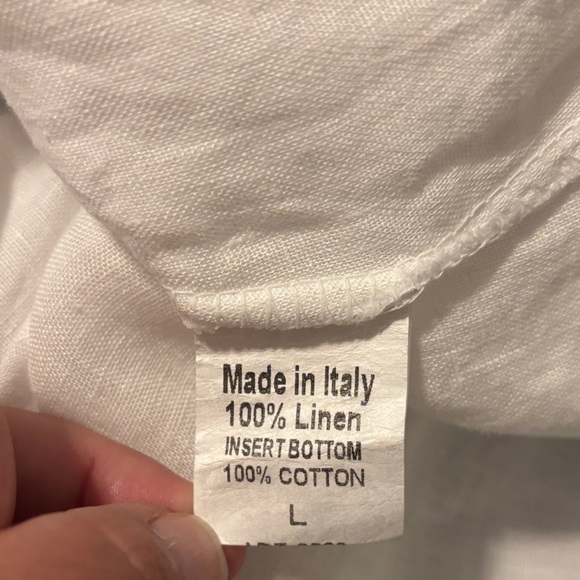 Made in Italy
100% Linen
INSERT BOTTOM
100% COTTON
L